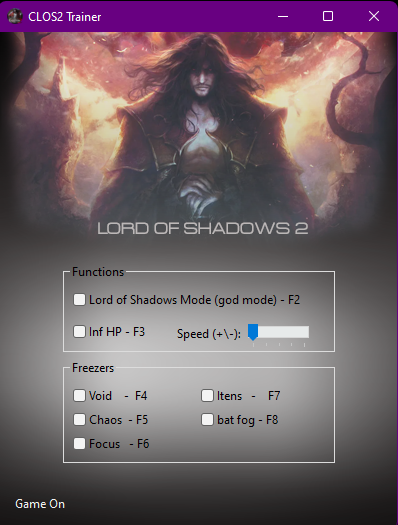 CLOS2 Trainer
LORD OF SHADOWS 2
Functions
Lord of Shadows Mode (god mode) - F2
Inf HP - F3 Speed (+\-):
Freezers
Void - F4 Itens - F7
Chaos - F5 bat fog - F8
Focus - F6
Game On